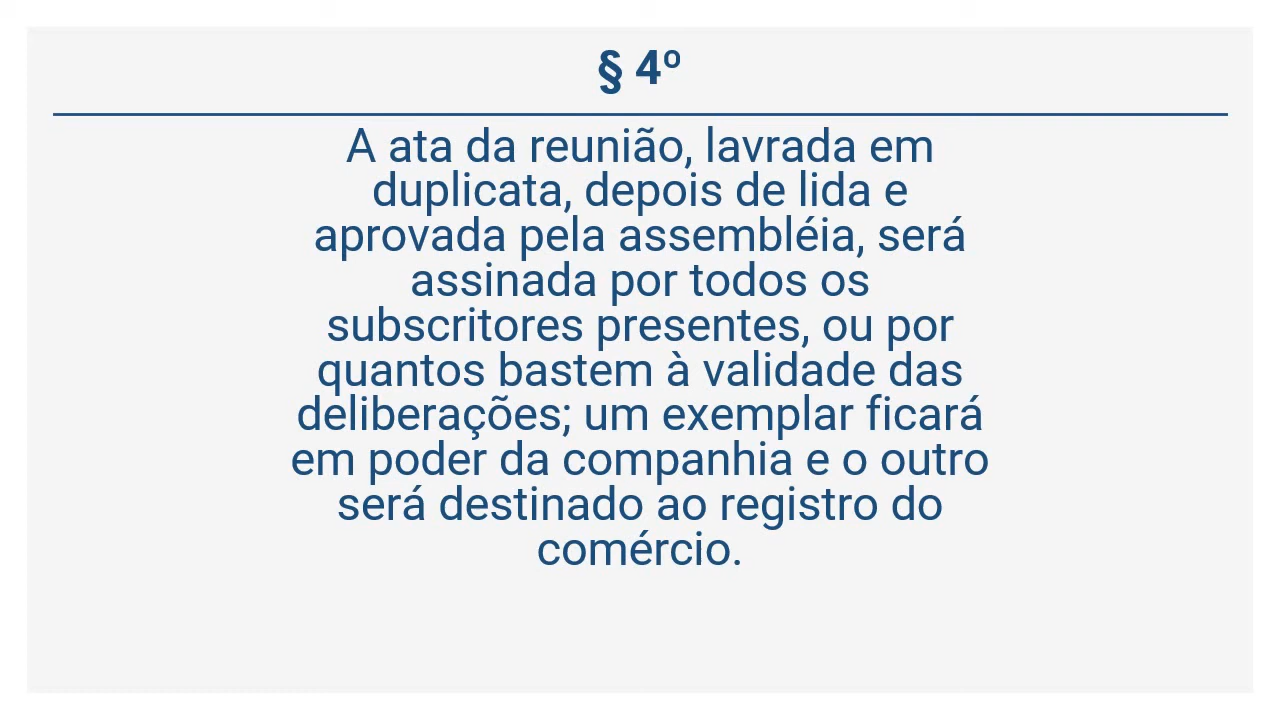 § 4º
A ata da reunião, lavrada em
duplicata, depois de lida e
aprovada pela assembléia, será
assinada por todos os
subscritores presentes, ou por
quantos bastem à validade das
deliberações; um exemplar ficará
em poder da companhia e o outro
será destinado ao registro do
comércio.